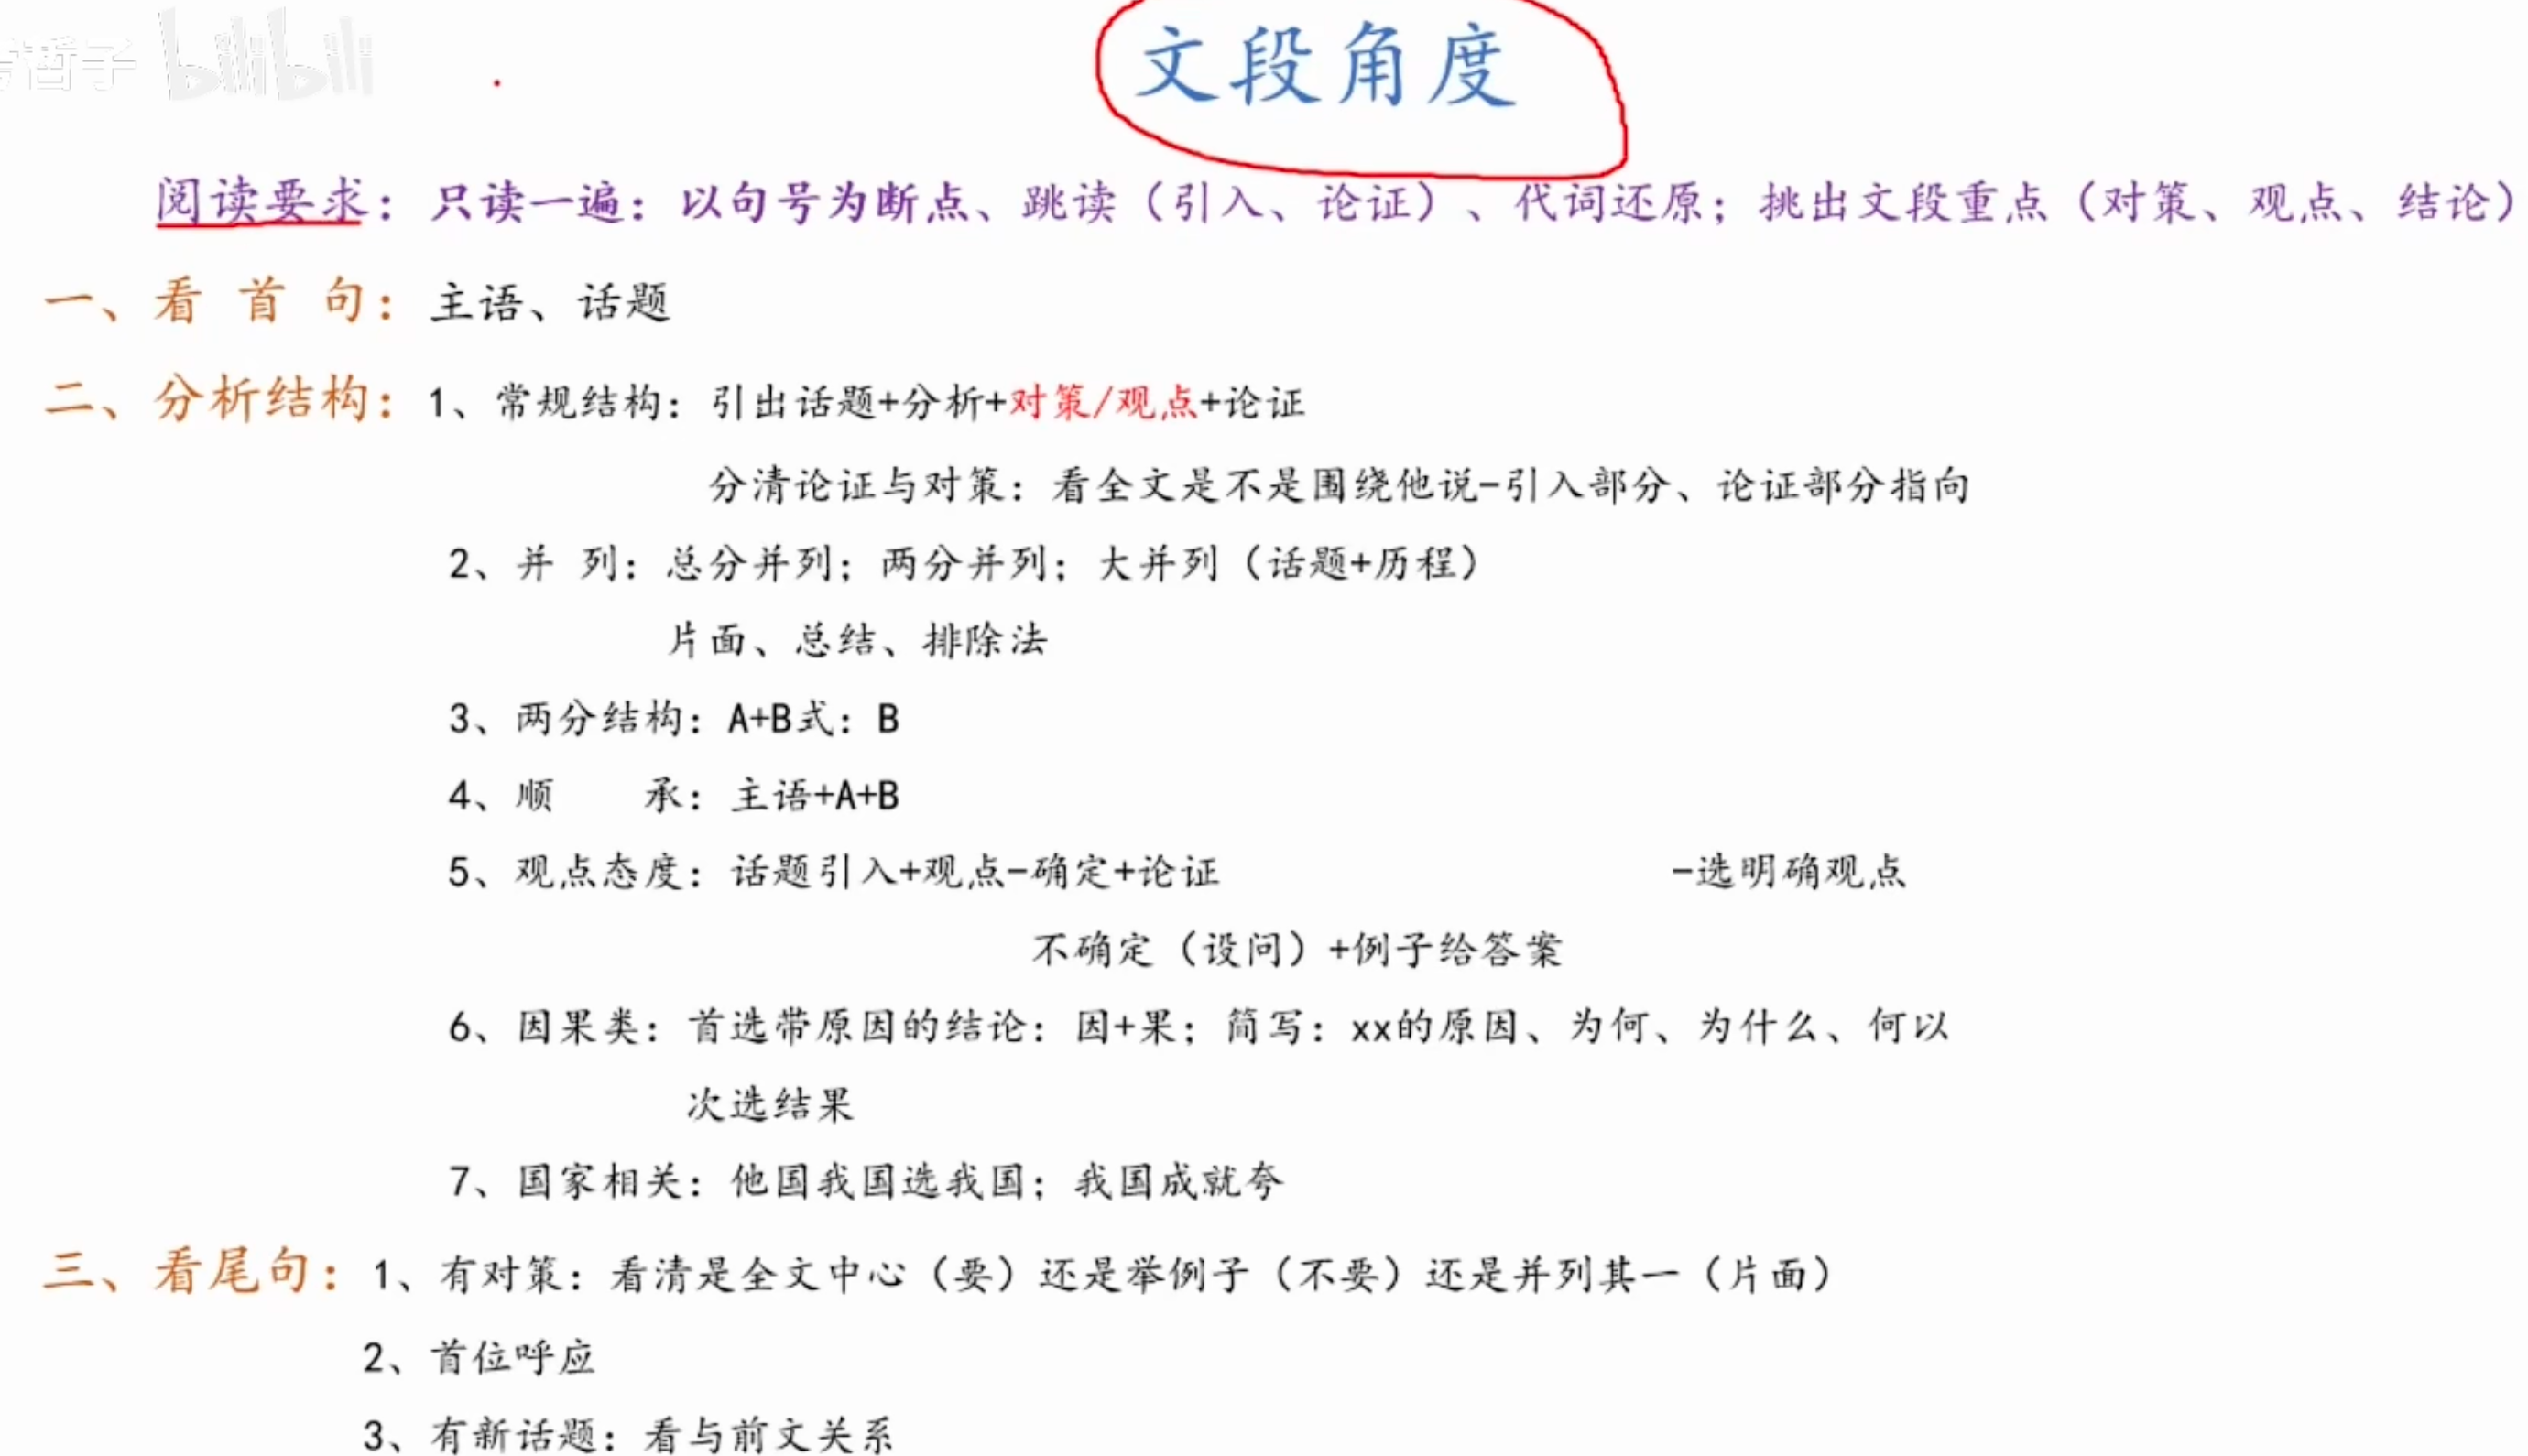 bilibili
文段角度
阅读要求：只读一遍：以句号为断点、跳读（引入、论证）、代词还原；挑出文段重点（对策、观点、结论）
一、看 首 句：主语、话题
二、分析结构：1、常规结构：引出话题+分析+对策/观点+论证
分清论证与对策：看全文是不是围绕他说-引入部分、论证部分指向
2、并 列：总分并列；两分并列；大并列（话题+历程）
片面、总结、排除法
3、两分结构：A+B式：B
4、顺 承：主语+A+B
5、观点态度：话题引入+观点-确定+论证 -选明确观点
不确定（设问）+例子给答案
6、因果类：首选带原因的结论：因+果；简写：xx的原因、为何、为什么、何以
次选结果
7、国家相关：他国我国选我国；我国成就夸
三、看尾句：1、有对策：看清是全文中心（要）还是举例子（不要）还是并列其一（片面）
2、首位呼应
3、有新话题：看与前文关系